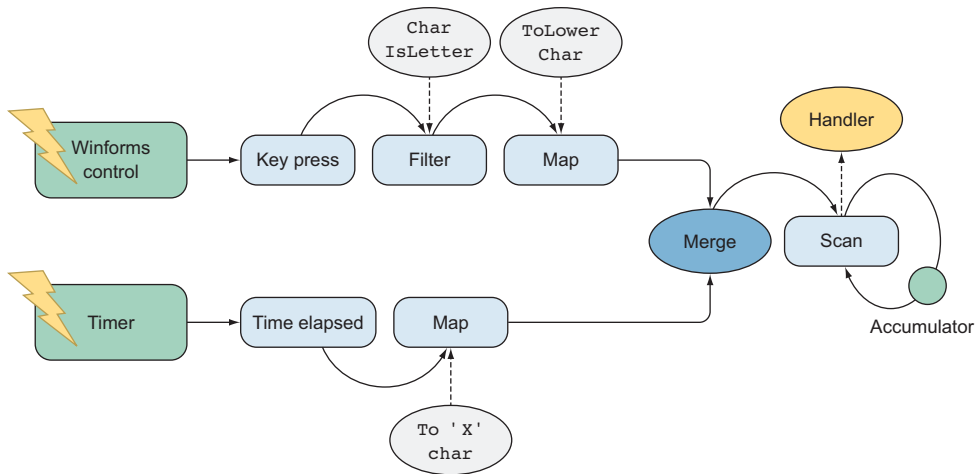 Char
IsLetter
ToLower
Char
Winforms
control
Key press
Filter
Map
Handler
Merge
Scan
Timer
Time elapsed
Map
Accumulator
To 'X'
char